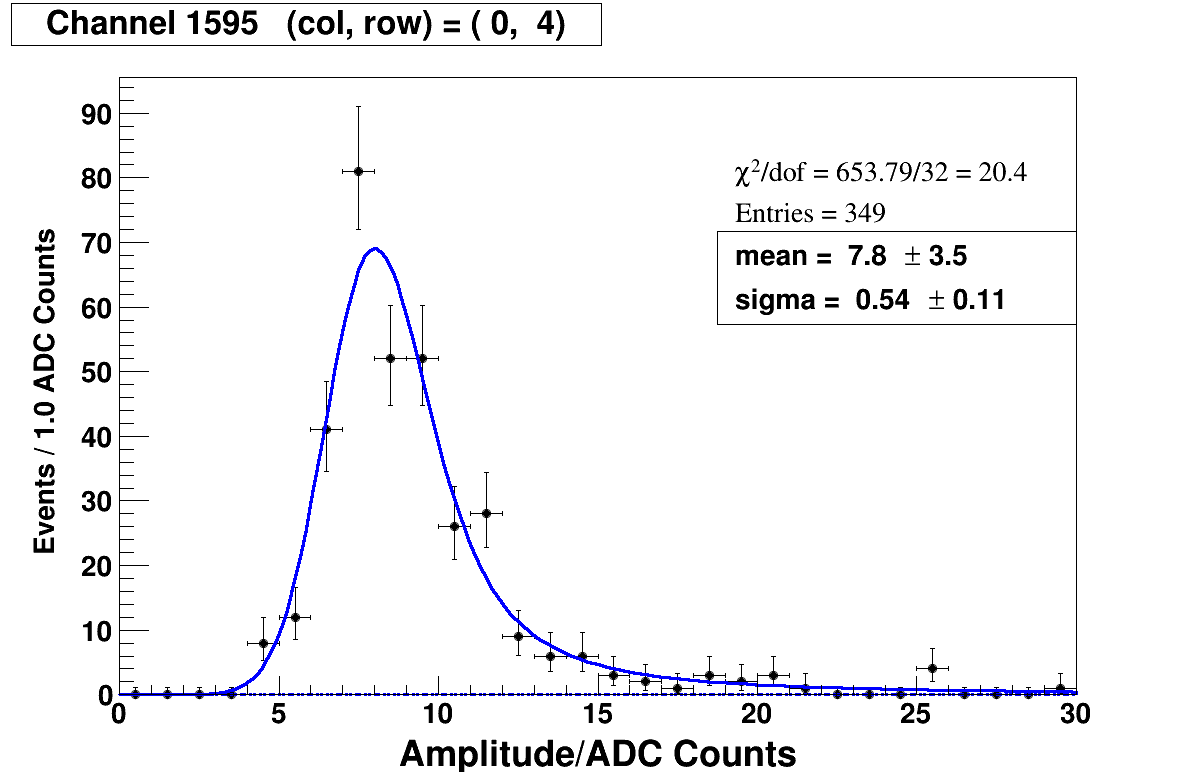 Channel 1595 (col, row) = ( 0, 4)
χ²/dof = 653.79/32 = 20.4
Entries = 349
mean = 7.8 ± 3.5
sigma = 0.54 ± 0.11
Events / 1.0 ADC Counts
90
80
70
60
50
40
30
20
10
0
0 5 10 15 20 25 30
Amplitude/ADC Counts